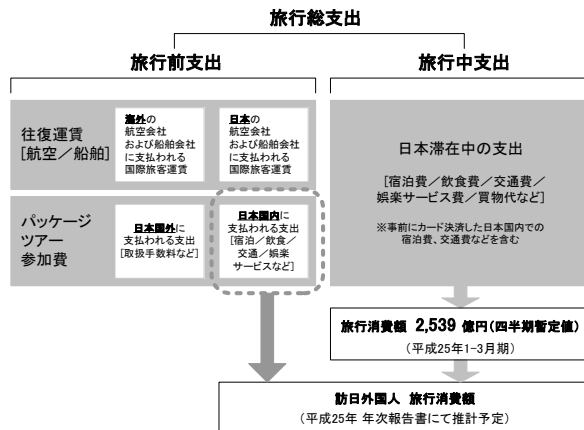 旅行総支出
旅行前支出
旅行中支出
往復運賃
[航空／船舶]
海外の
航空会社
および船舶会社
に支払われる
国際旅客運賃
日本の
航空会社
および船舶会社
に支払われる
国際旅客運賃
パッケージ
ツアー
参加費
日本国外に
支払われる支出
[取扱手数料など]
日本国内に
支払われる支出
[宿泊／飲食／
交通／娯楽
サービスなど]
日本滞在中の支出
[宿泊費／飲食費／交通費／
娯楽サービス費／買物代など]
※事前にカード決済した日本国内での
宿泊費、交通費などを含む
旅行消費額 2,539 億円(四半期暫定値)
（平成25年1-3月期）
訪日外国人 旅行消費額
（平成25年 年次報告書にて推計予定）